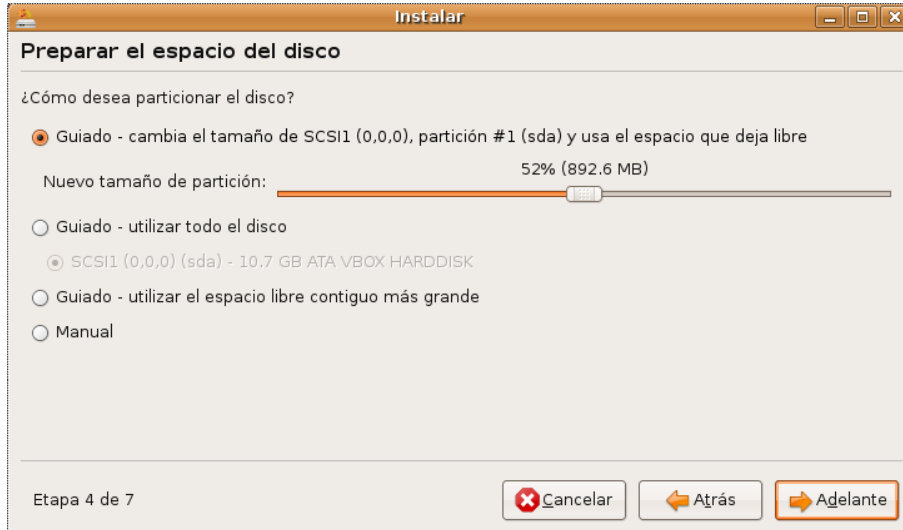 Instalar
Preparar el espacio del disco
¿Cómo desea particionar el disco?
Guiado - cambia el tamaño de SCSI1 (0,0,0), partición #1 (sda) y usa el espacio que deja libre
52% (892.6 MB)
Nuevo tamaño de partición:
Guiado - utilizar todo el disco
SCSI1 (0,0,0) (sda) - 10.7 GB ATA VBOX HARDDISK
Guiado - utilizar el espacio libre contiguo más grande
Manual
Etapa 4 de 7 Cancelar Atrás Adelante